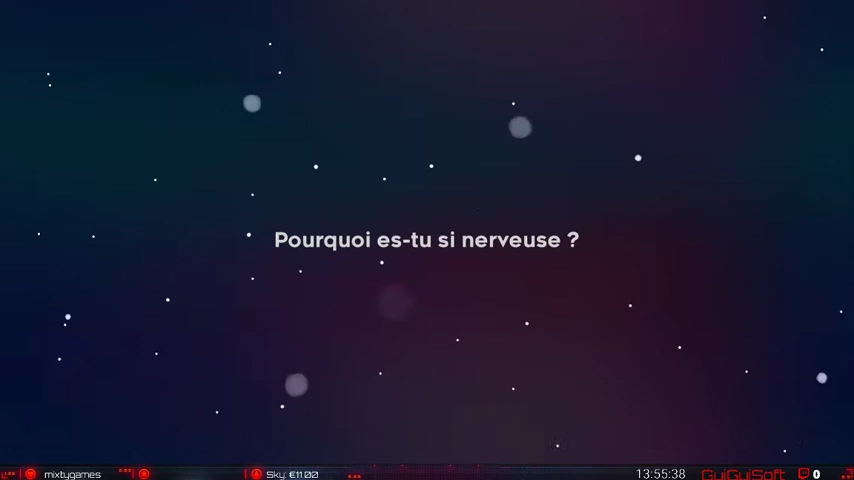 Pourquoi es-tu si nerveuse ?
mixtygames
Sky: €11.00
13:55:38
GuiGuiSoft
0